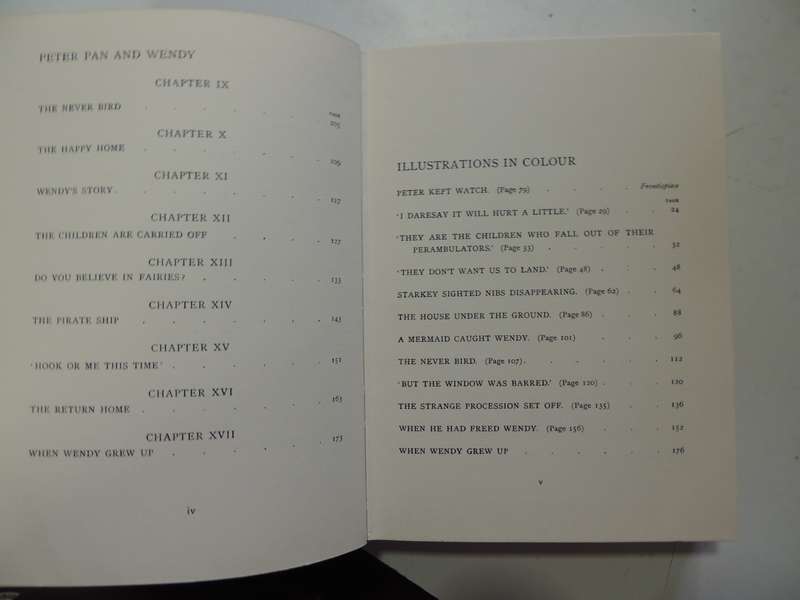 PETER PAN AND WENDY
CHAPTER IX
PAGE
THE NEVER BIRD . . . . . . . 105
CHAPTER X
THE HAPPY HOME . . . . . . . 109
CHAPTER XI
WENDY'S STORY . . . . . . . 117
CHAPTER XII
THE CHILDREN ARE CARRIED OFF . . . . 127
CHAPTER XIII
DO YOU BELIEVE IN FAIRIES? . . . . . 133
CHAPTER XIV
THE PIRATE SHIP . . . . . . . 143
CHAPTER XV
'HOOK OR ME THIS TIME' . . . . . . 151
CHAPTER XVI
THE RETURN HOME . . . . . . . 163
CHAPTER XVII
WHEN WENDY GREW UP . . . . . . 173
iv
ILLUSTRATIONS IN COLOUR
PETER KEPT WATCH. (Page 79) . . . . Frontispiece
PAGE
'I DARESAY IT WILL HURT A LITTLE.' (Page 29) . . 24
'THEY ARE THE CHILDREN WHO FALL OUT OF THEIR
PERAMBULATORS.' (Page 33) . . . . . 32
'THEY DON'T WANT US TO LAND.' (Page 48) . . . 48
STARKEY SIGHTED NIBS DISAPPEARING. (Page 62) . . 64
THE HOUSE UNDER THE GROUND. (Page 86) . . . 88
A MERMAID CAUGHT WENDY. (Page 101) . . . 96
THE NEVER BIRD. (Page 107) . . . . . . 112
'BUT THE WINDOW WAS BARRED.' (Page 120) . . . 120
THE STRANGE PROCESSION SET OFF. (Page 135) . . 136
WHEN HE HAD FREED WENDY. (Page 156) . . . 152
WHEN WENDY GREW UP . . . . . . 176
v